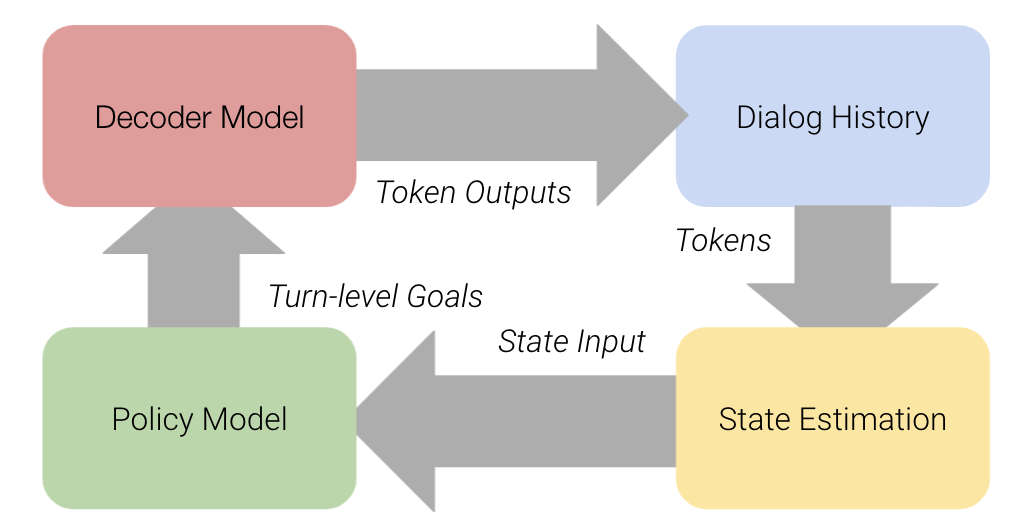 Decoder Model
Dialog History
Token Outputs
Tokens
Turn-level Goals
State Input
Policy Model
State Estimation